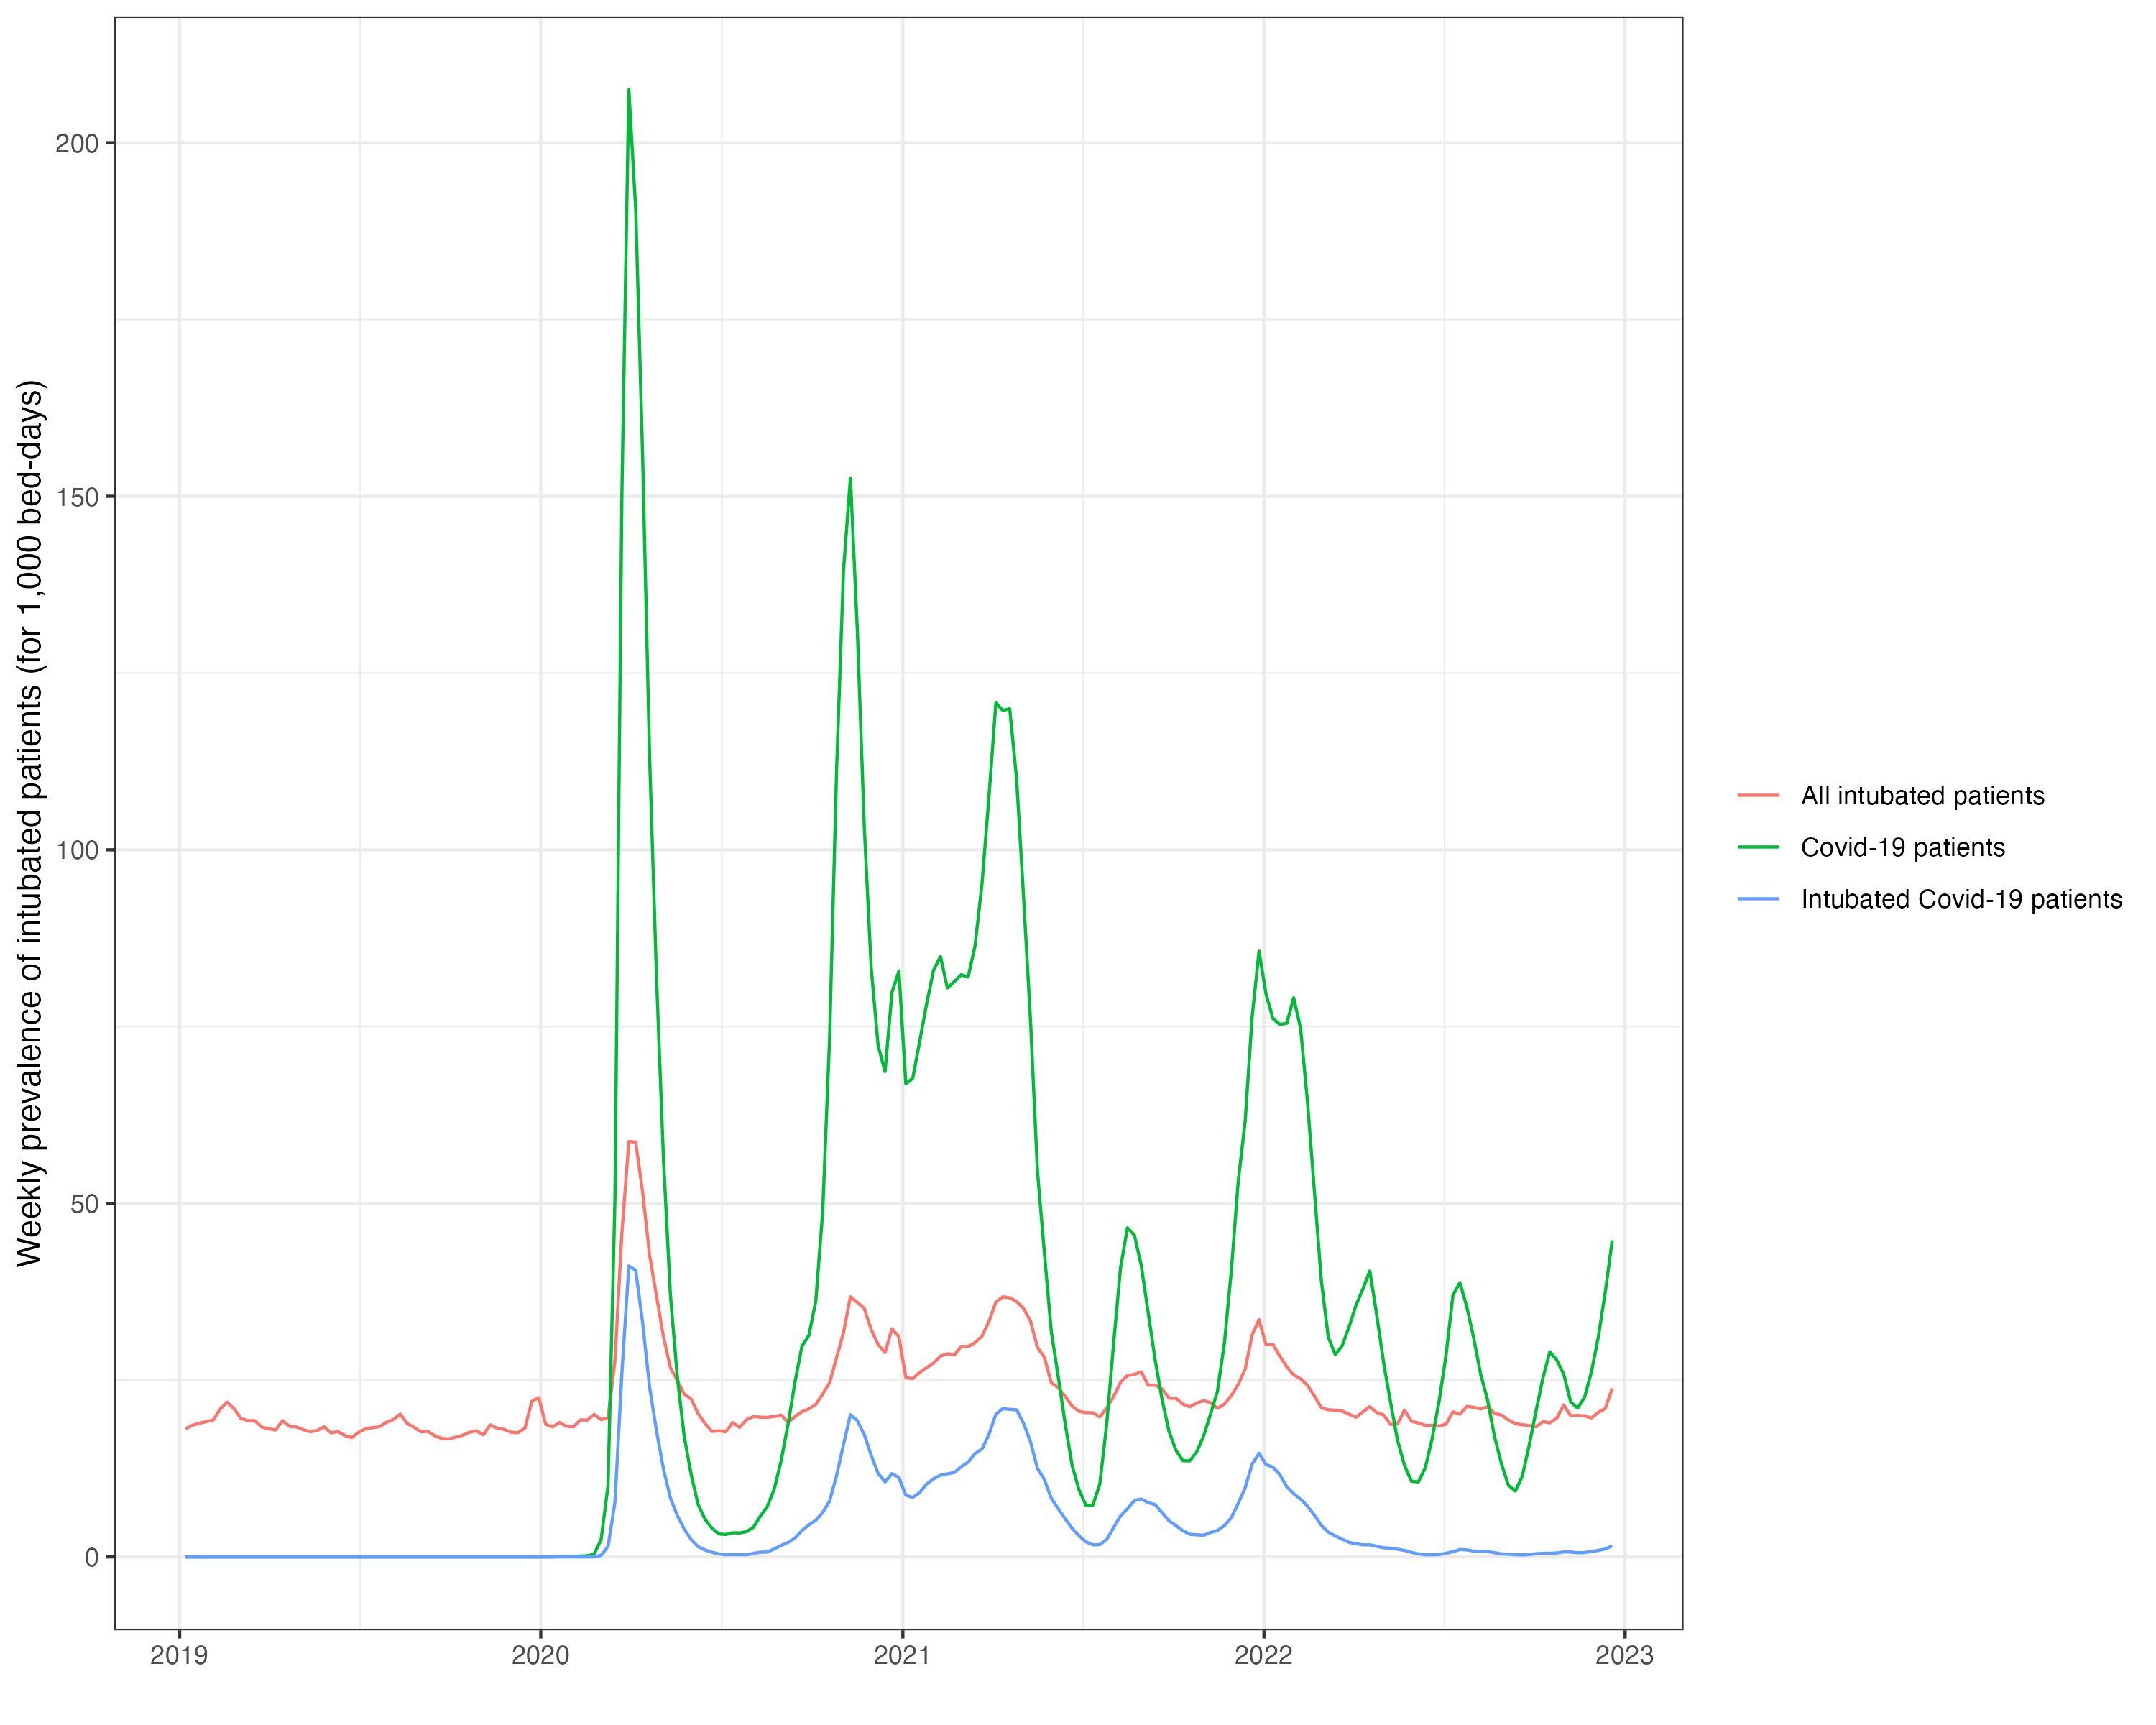 Weekly prevalence of intubated patients (for 1,000 bed-days)
200
150
100
50
0
2019
2020
2021
2022
2023
All intubated patients
Covid-19 patients
Intubated Covid-19 patients